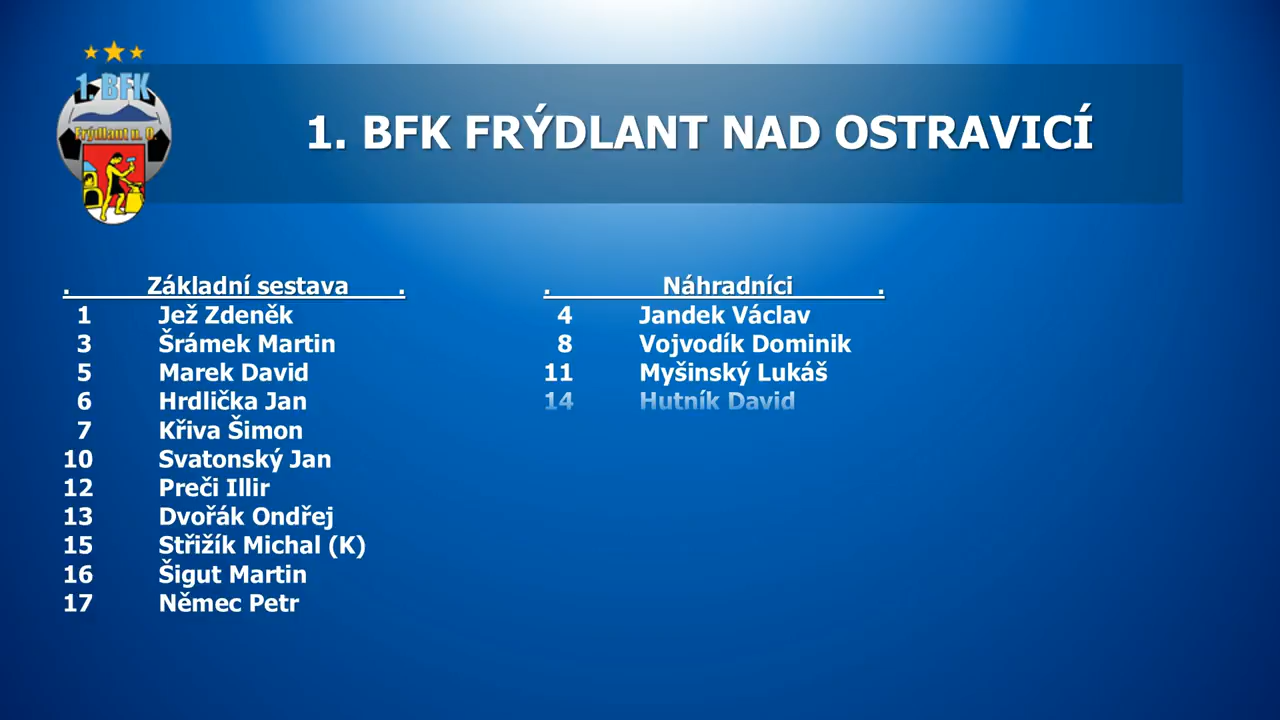 1. BFK
Frýdlant n. O.
1. BFK FRÝDLANT NAD OSTRAVICÍ
. Základní sestava .
1 Jež Zdeněk
3 Šrámek Martin
5 Marek David
6 Hrdlička Jan
7 Křiva Šimon
10 Svatonský Jan
12 Preči Illir
13 Dvořák Ondřej
15 Střižík Michal (K)
16 Šigut Martin
17 Němec Petr
. Náhradníci .
4 Jandek Václav
8 Vojvodík Dominik
11 Myšinský Lukáš
14 Hutník David